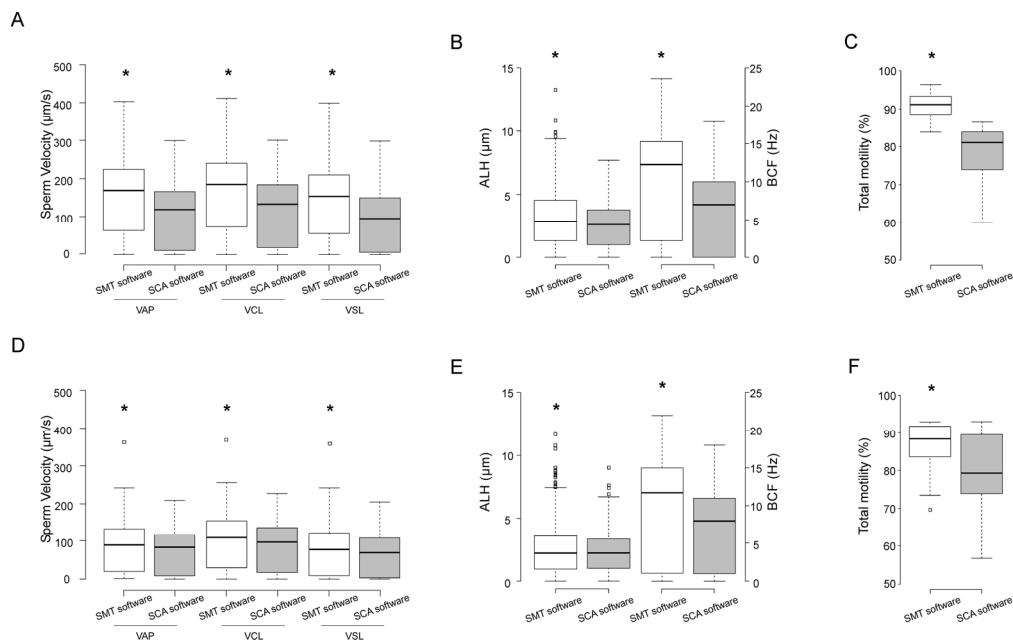 A
Sperm Velocity (μm/s)
500
400
300
200
100
0
*
*
*
SMT software
SCA software
SMT software
SCA software
SMT software
SCA software
VAP
VCL
VSL
B
ALH (μm)
15
10
5
0
*
*
25
20
15
10
5
0
BCF (Hz)
SMT software
SCA software
SMT software
SCA software
C
Total motility (%)
100
90
80
70
60
50
*
SMT software
SCA software
D
Sperm Velocity (μm/s)
500
400
300
200
100
0
*
*
*
SMT software
SCA software
SMT software
SCA software
SMT software
SCA software
VAP
VCL
VSL
E
ALH (μm)
15
10
5
0
*
*
25
20
15
10
5
0
BCF (Hz)
SMT software
SCA software
SMT software
SCA software
F
Total motility (%)
100
90
80
70
60
50
*
SMT software
SCA software